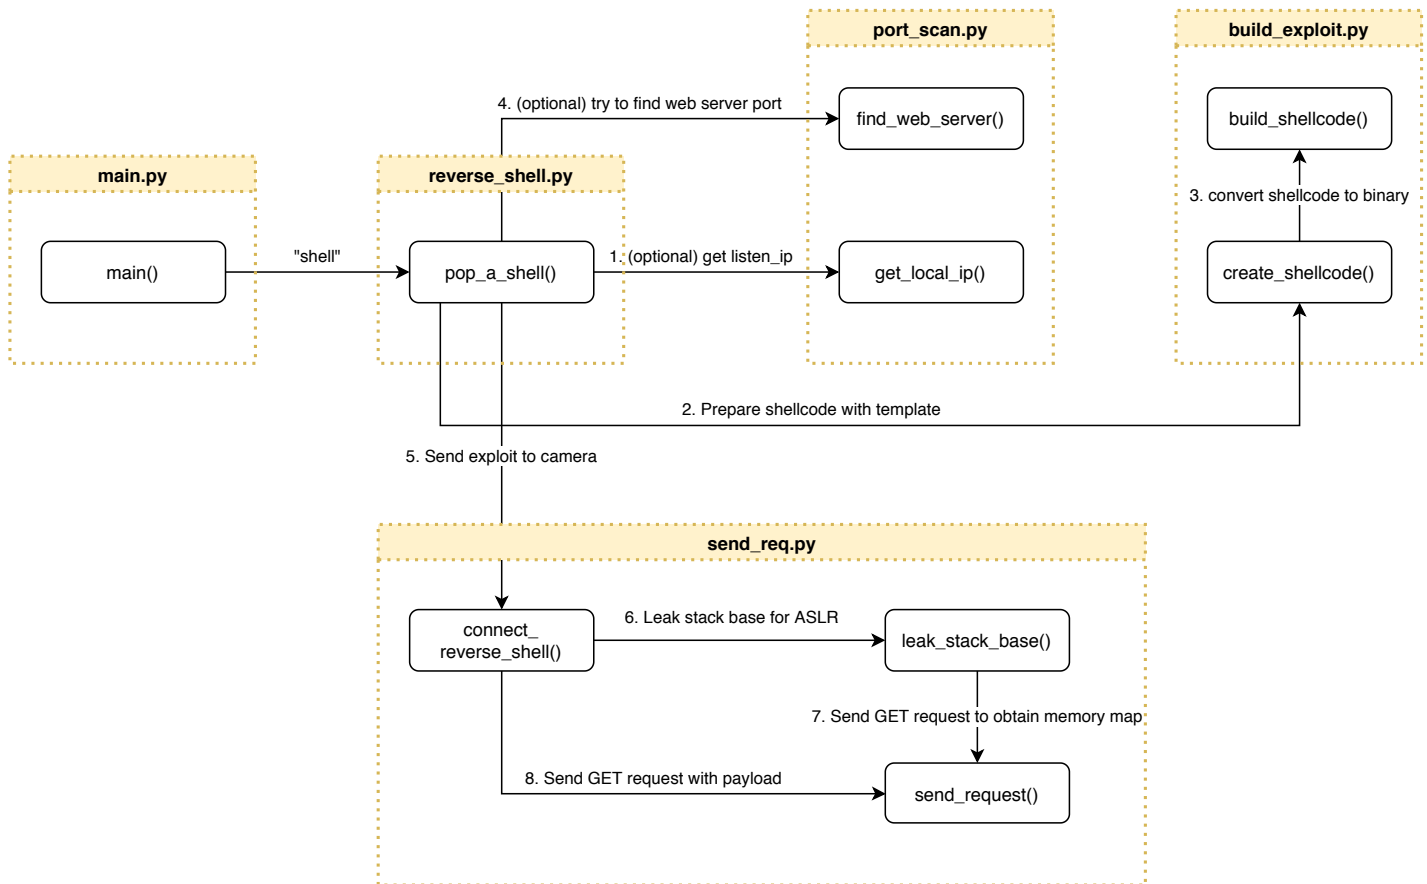 port_scan.py
build_exploit.py
4. (optional) try to find web server port
find_web_server()
build_shellcode()
main.py
reverse_shell.py
3. convert shellcode to binary
main()
"shell"
pop_a_shell()
1. (optional) get listen_ip
get_local_ip()
create_shellcode()
2. Prepare shellcode with template
5. Send exploit to camera
send_req.py
connect_
reverse_shell()
6. Leak stack base for ASLR
leak_stack_base()
7. Send GET request to obtain memory map
8. Send GET request with payload
send_request()